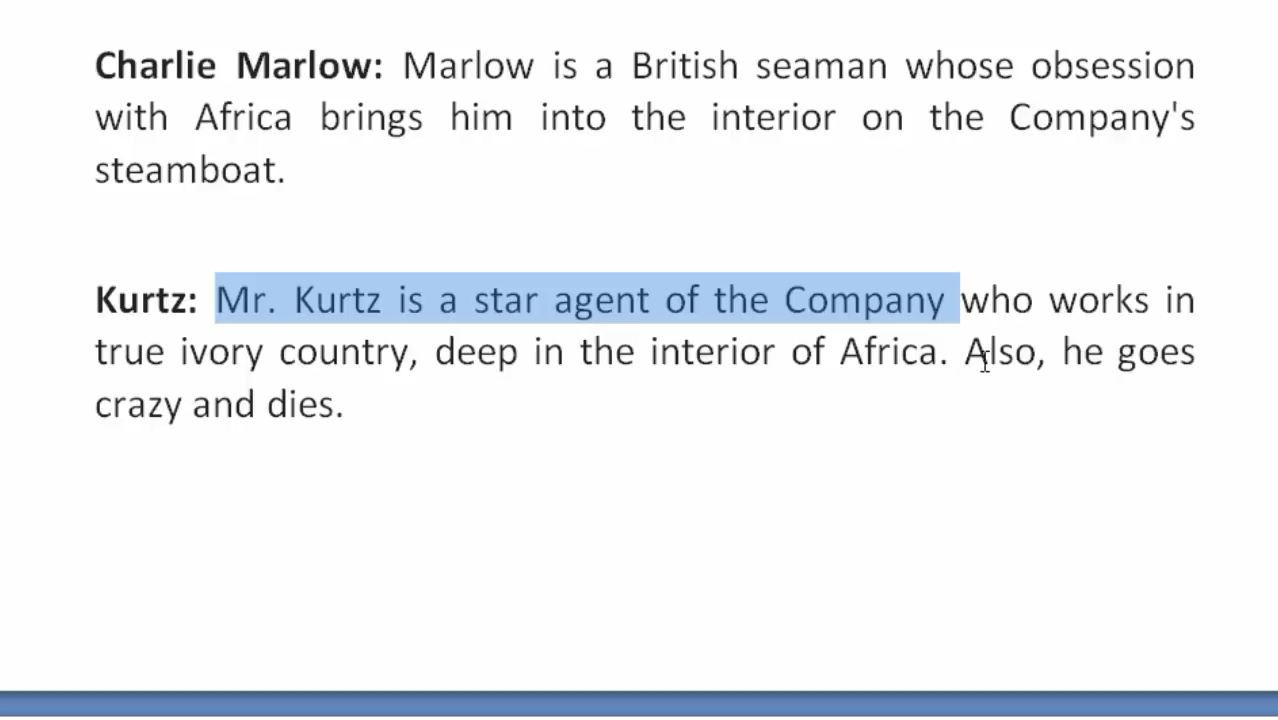 Charlie Marlow: Marlow is a British seaman whose obsession
with Africa brings him into the interior on the Company's
steamboat.
Kurtz: Mr. Kurtz is a star agent of the Company who works in
true ivory country, deep in the interior of Africa. Also, he goes
crazy and dies.